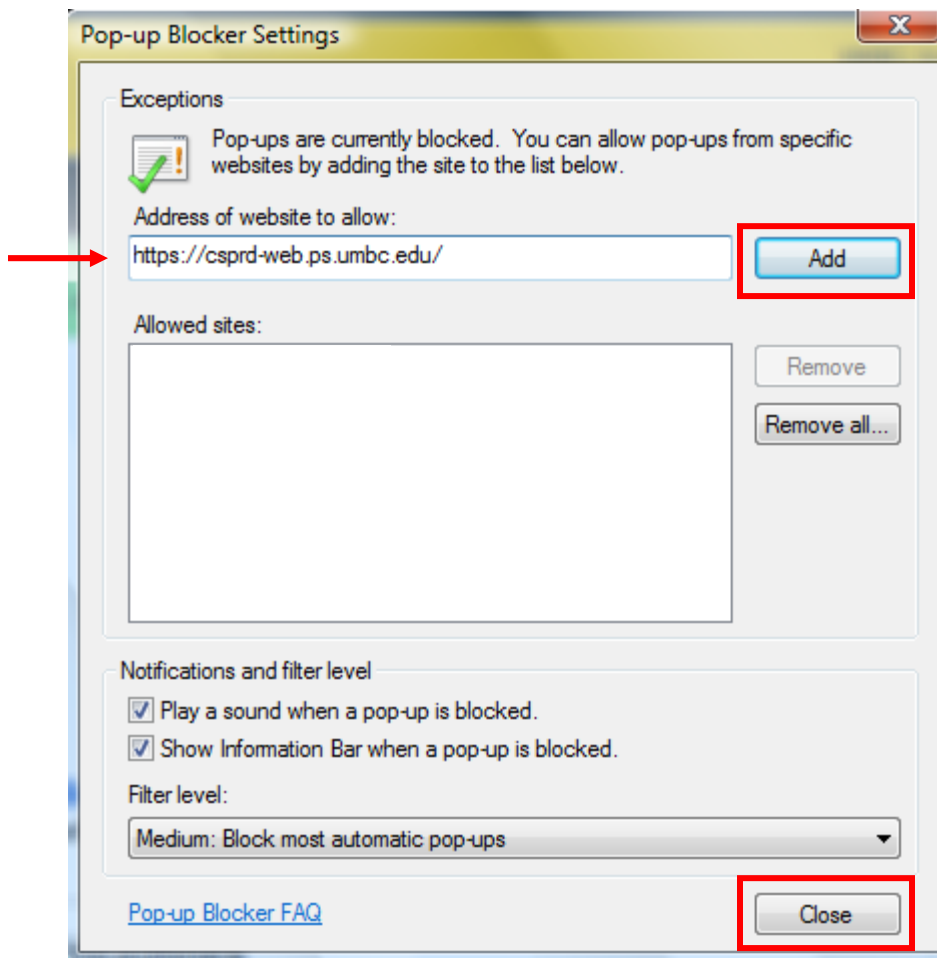 Pop-up Blocker Settings
X
Exceptions
Pop-ups are currently blocked. You can allow pop-ups from specific
websites by adding the site to the list below.
Address of website to allow:
https://csprd-web.ps.umbc.edu/
Add
Allowed sites:
Remove
Remove all...
Notifications and filter level
Play a sound when a pop-up is blocked.
Show Information Bar when a pop-up is blocked.
Filter level:
Medium: Block most automatic pop-ups
Pop-up Blocker FAQ
Close